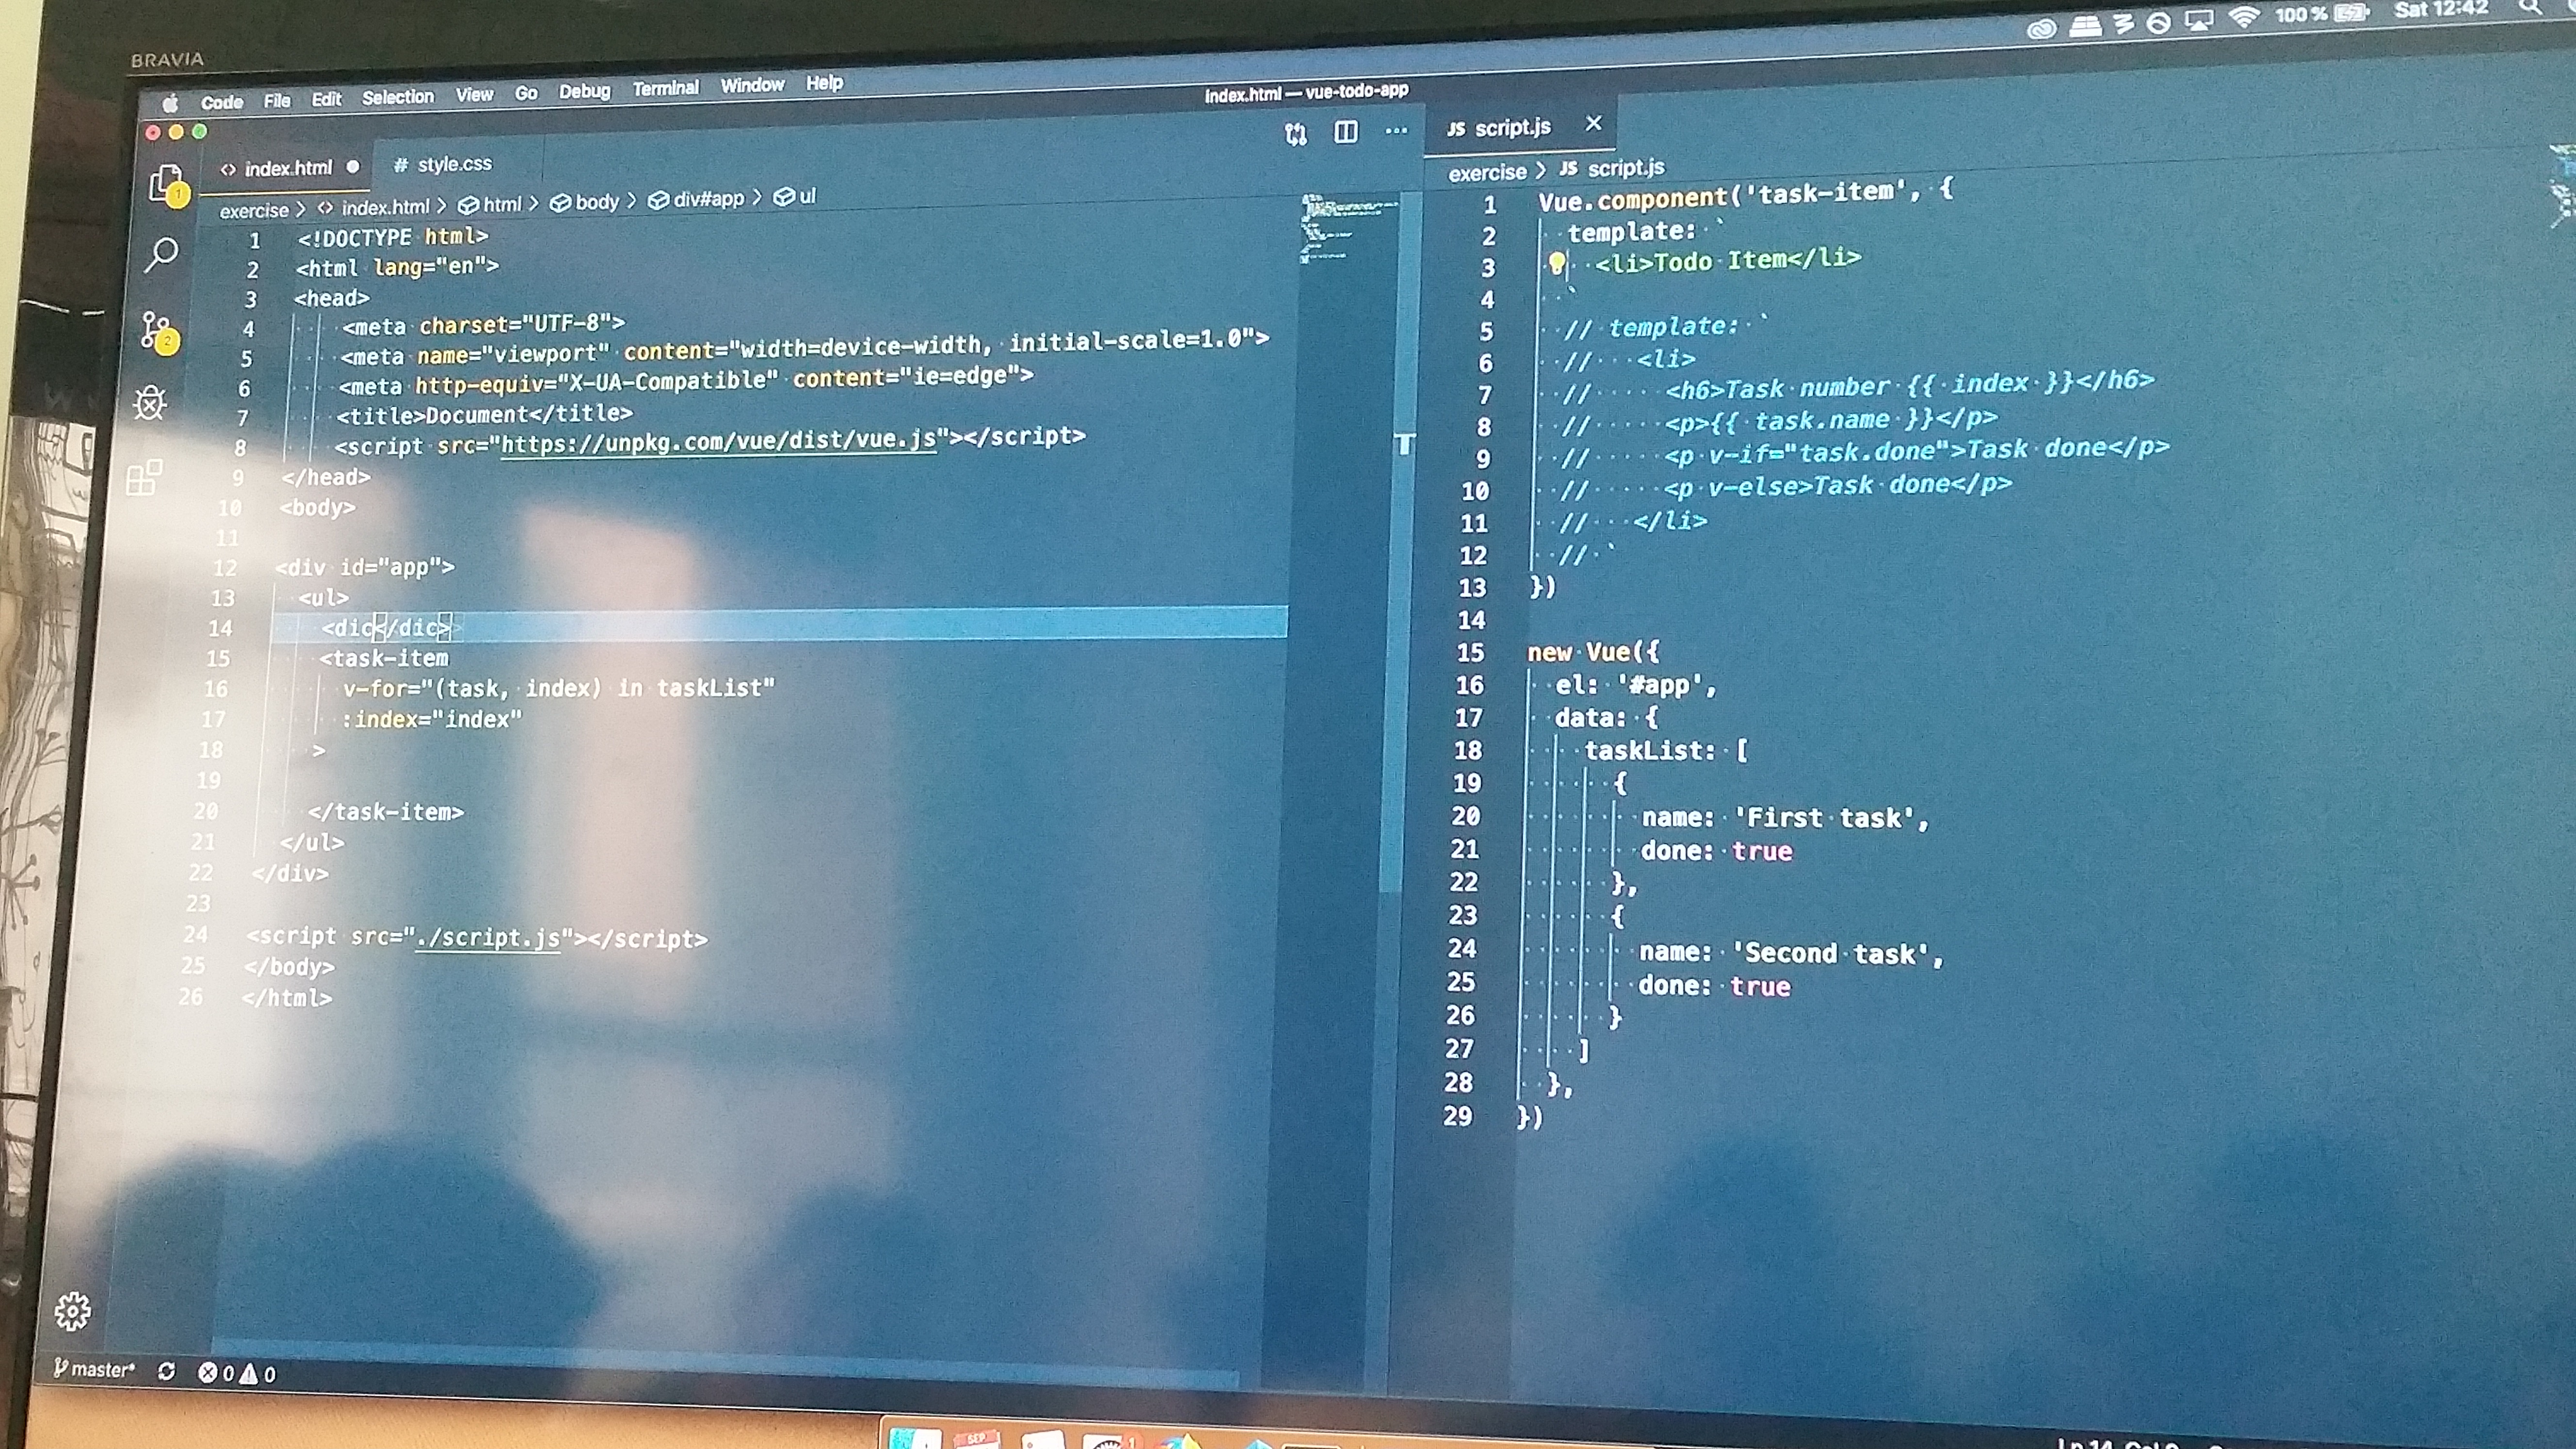 BRAVIA
Code File Edit Selection View Go Debug Terminal Window Help
100 % Sat 12:42
index.html — vue-todo-app
index.html
# style.css
exercise > <> index.html > html > body > div#app > ul
1 <!DOCTYPE html>
2 <html lang="en">
3 <head>
4 <meta charset="UTF-8">
5 <meta name="viewport" content="width=device-width, initial-scale=1.0">
6 <meta http-equiv="X-UA-Compatible" content="ie=edge">
7 <title>Document</title>
8 <script src="https://unpkg.com/vue/dist/vue.js"></script>
9 </head>
10 <body>
11
12 <div id="app">
13 <ul>
14 <dic</dic>>
15 <task-item
16 v-for="(task, index) in taskList"
17 :index="index"
18 >
19
20 </task-item>
21 </ul>
22 </div>
23
24 <script src="./script.js"></script>
25 </body>
26 </html>
1
2
master*
0 0
JS script.js ×
exercise > JS script.js
1 Vue.component('task-item', {
2 template: `
3 <li>Todo Item</li>
4 `
5 // template: `
6 // <li>
7 // <h6>Task number {{ index }}</h6>
8 // <p>{{ task.name }}</p>
9 // <p v-if="task.done">Task done</p>
10 // <p v-else>Task done</p>
11 // </li>
12 // `
13 })
14
15 new Vue({
16 el: '#app',
17 data: {
18 taskList: [
19 {
20 name: 'First task',
21 done: true
22 },
23 {
24 name: 'Second task',
25 done: true
26 }
27 ]
28 },
29 })
SEP
1